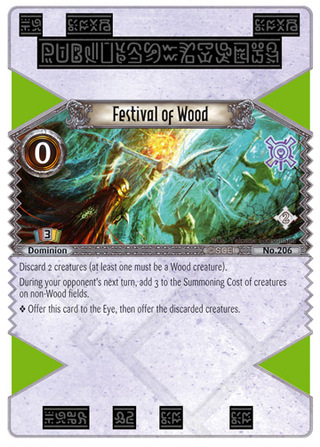 Festival of Wood
0
2
3
Dominion
No.206
Discard 2 creatures (at least one must be a Wood creature).
During your opponent's next turn, add 3 to the Summoning Cost of creatures
on non-Wood fields.
❖ Offer this card to the Eye, then offer the discarded creatures.